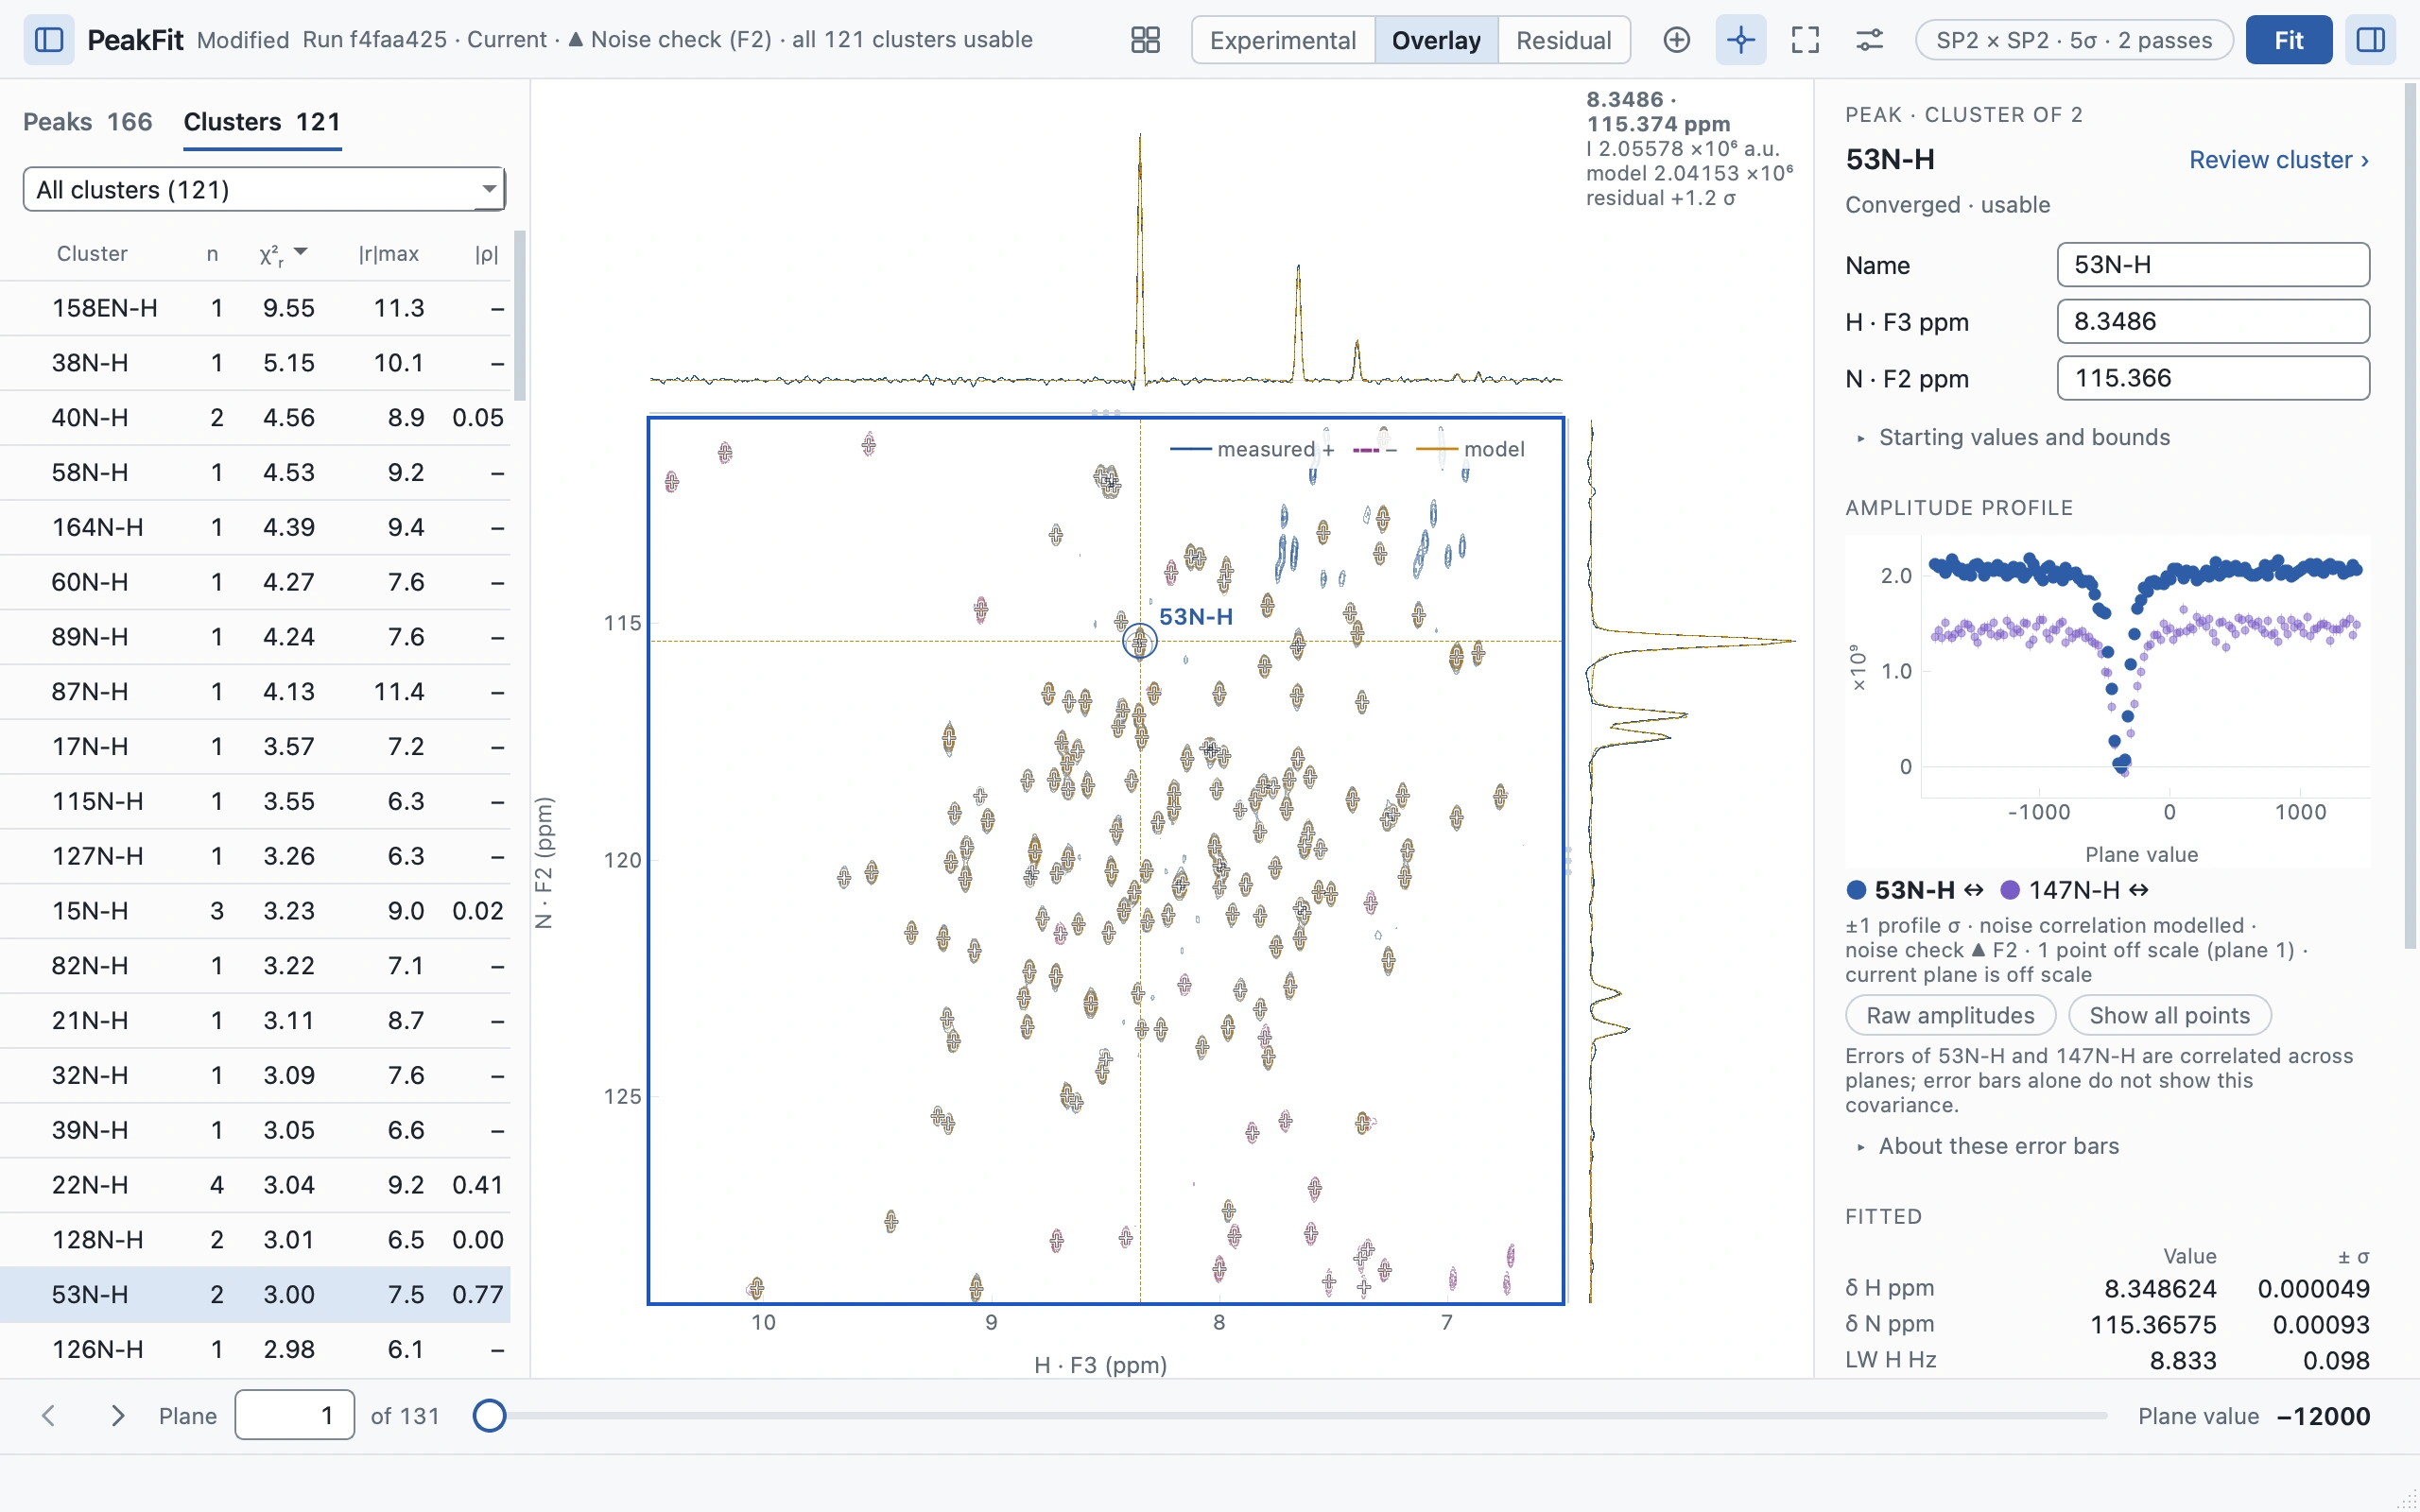 PeakFit Modified Run f4faa425 · Current · ▲ Noise check (F2) · all 121 clusters usable
Experimental Overlay Residual
SP2 × SP2 · 5σ · 2 passes
Fit
Peaks 166 Clusters 121
All clusters (121)
Cluster n χ²r |r|max |ρ|
158EN-H 1 9.55 11.3 –
38N-H 1 5.15 10.1 –
40N-H 2 4.56 8.9 0.05
58N-H 1 4.53 9.2 –
164N-H 1 4.39 9.4 –
60N-H 1 4.27 7.6 –
89N-H 1 4.24 7.6 –
87N-H 1 4.13 11.4 –
17N-H 1 3.57 7.2 –
115N-H 1 3.55 6.3 –
127N-H 1 3.26 6.3 –
15N-H 3 3.23 9.0 0.02
82N-H 1 3.22 7.1 –
21N-H 1 3.11 8.7 –
32N-H 1 3.09 7.6 –
39N-H 1 3.05 6.6 –
22N-H 4 3.04 9.2 0.41
128N-H 2 3.01 6.5 0.00
53N-H 2 3.00 7.5 0.77
126N-H 1 2.98 6.1 –
8.3486 ·
115.374 ppm
I 2.05578 ×10⁶ a.u.
model 2.04153 ×10⁶
residual +1.2 σ
measured + – model
53N-H
115
120
125
N · F2 (ppm)
10 9 8 7
H · F3 (ppm)
PEAK · CLUSTER OF 2
53N-H Review cluster ›
Converged · usable
Name 53N-H
H · F3 ppm 8.3486
N · F2 ppm 115.366
▸ Starting values and bounds
AMPLITUDE PROFILE
2.0
1.0
0
×10⁹
-1000 0 1000
Plane value
53N-H ↔ 147N-H ↔
±1 profile σ · noise correlation modelled ·
noise check ▲ F2 · 1 point off scale (plane 1) ·
current plane is off scale
Raw amplitudes Show all points
Errors of 53N-H and 147N-H are correlated across
planes; error bars alone do not show this
covariance.
▸ About these error bars
FITTED
Value ± σ
δ H ppm 8.348624 0.000049
δ N ppm 115.36575 0.00093
LW H Hz 8.833 0.098
Plane 1 of 131
Plane value −12000